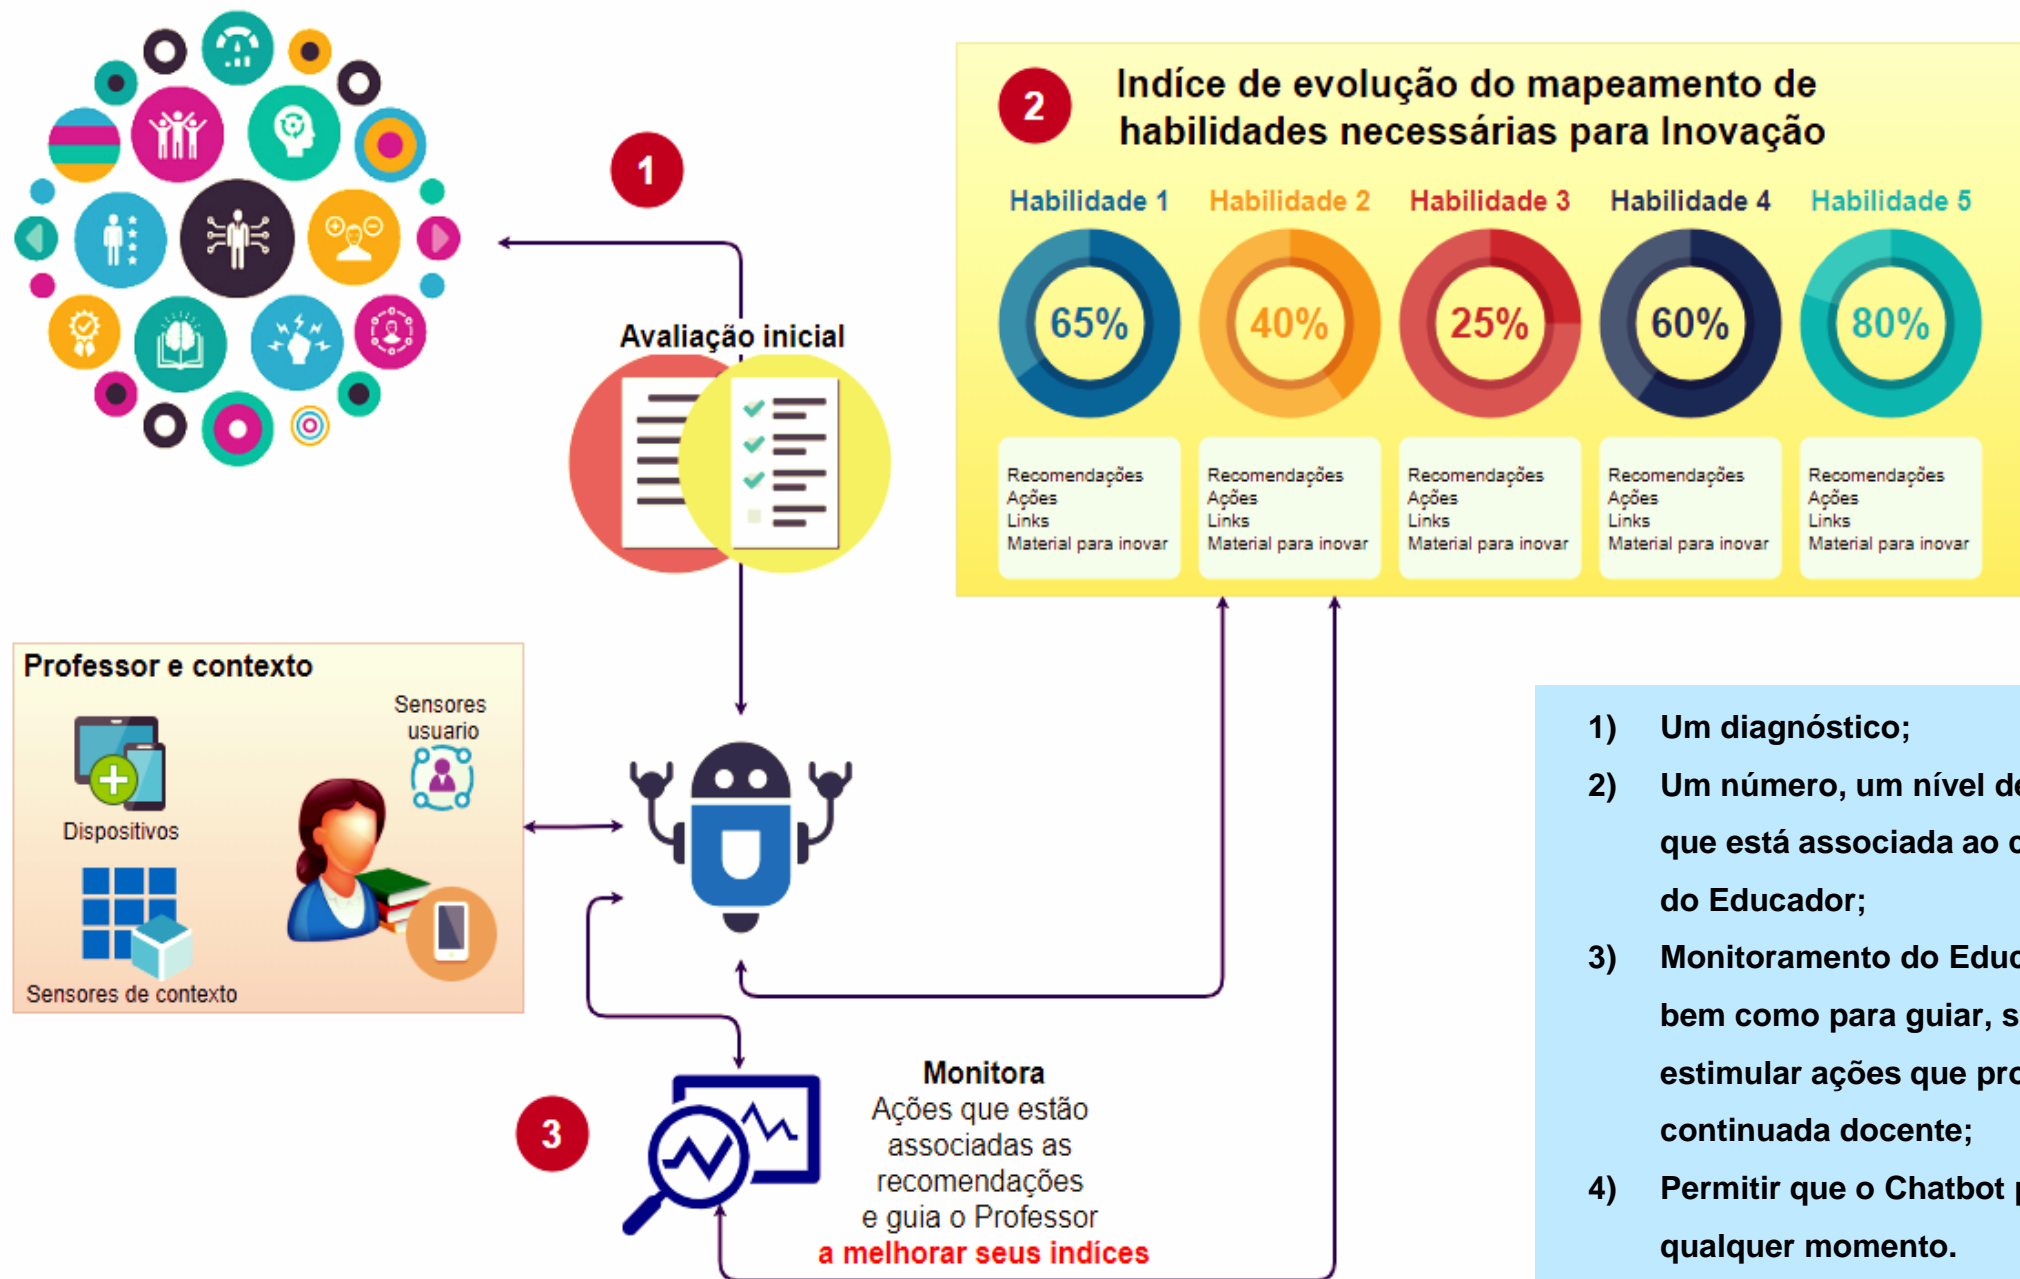 1
2
Indíce de evolução do mapeamento de
habilidades necessárias para Inovação
Habilidade 1
Habilidade 2
Habilidade 3
Habilidade 4
Habilidade 5
65%
40%
25%
60%
80%
Recomendações
Ações
Links
Material para inovar
Recomendações
Ações
Links
Material para inovar
Recomendações
Ações
Links
Material para inovar
Recomendações
Ações
Links
Material para inovar
Recomendações
Ações
Links
Material para inovar
Avaliação inicial
Professor e contexto
Sensores
usuario
Dispositivos
Sensores de contexto
3
Monitora
Ações que estão
associadas as
recomendações
e guia o Professor
a melhorar seus indíces
1) Um diagnóstico;
2) Um número, um nível
que está associada ao
do Educador;
3) Monitoramento do
bem como para guiar,
estimular ações que
continuada docente;
4) Permitir que o Chatbot
qualquer momento.